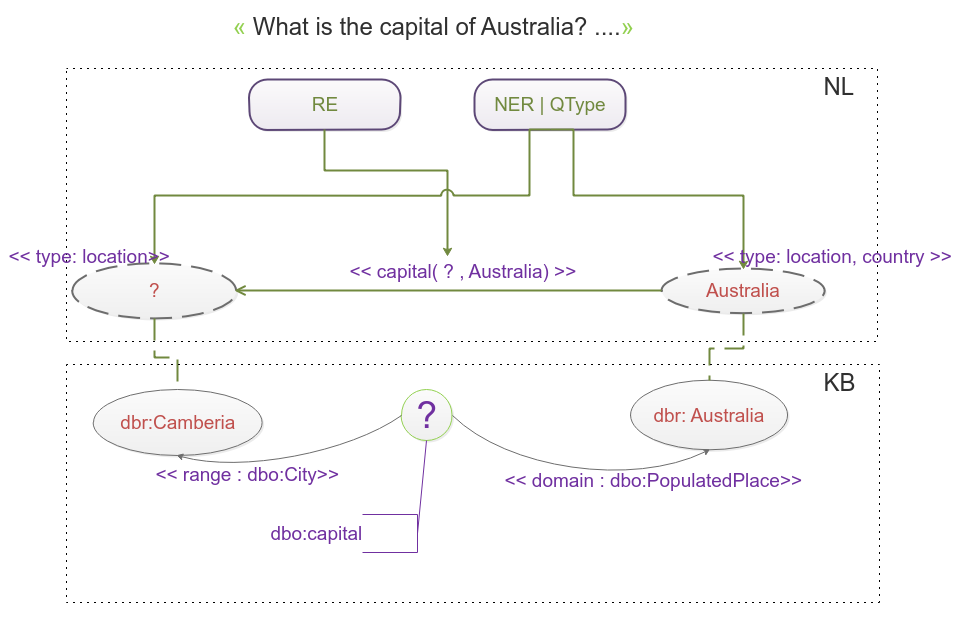 « What is the capital of Australia? ....»
NL
RE
NER | QType
<< type: location>>
<< type: location, country >>
<< capital( ? , Australia) >>
?
Australia
KB
dbr:Camberia
?
dbr: Australia
<< range : dbo:City>>
<< domain : dbo:PopulatedPlace>>
dbo:capital